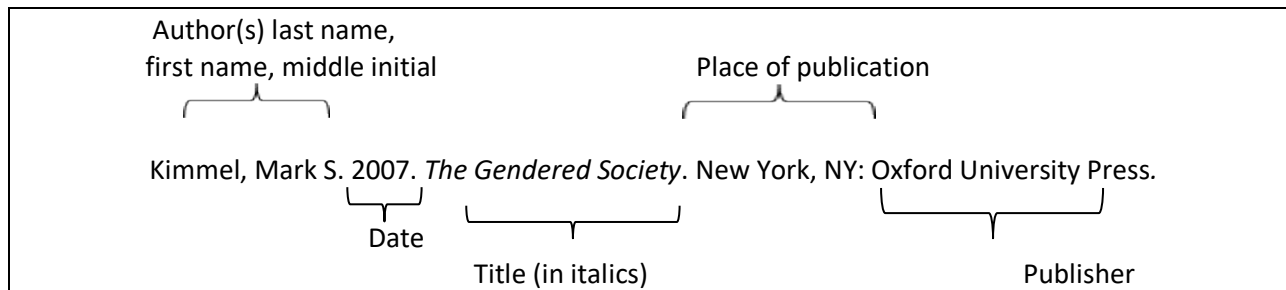 Author(s) last name,
first name, middle initial
Place of publication
Kimmel, Mark S. 2007. The Gendered Society. New York, NY: Oxford University Press.
Date
Title (in italics)
Publisher